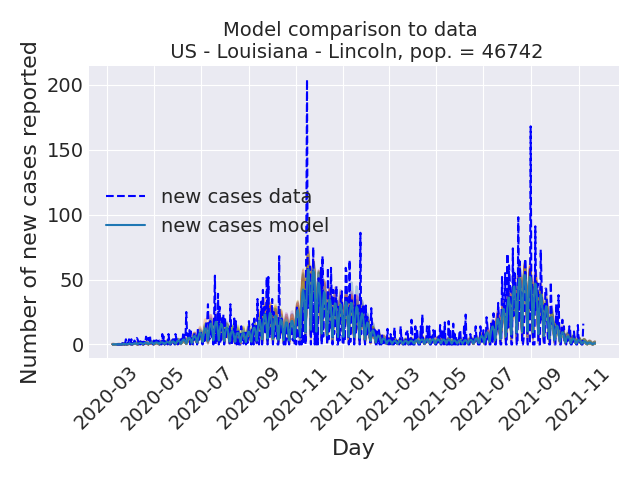 Model comparison to data
US - Louisiana - Lincoln, pop. = 46742
Number of new cases reported
200
150
100
50
0
new cases data
new cases model
2020-03
2020-05
2020-07
2020-09
2020-11
2021-01
2021-03
2021-05
2021-07
2021-09
2021-11
Day